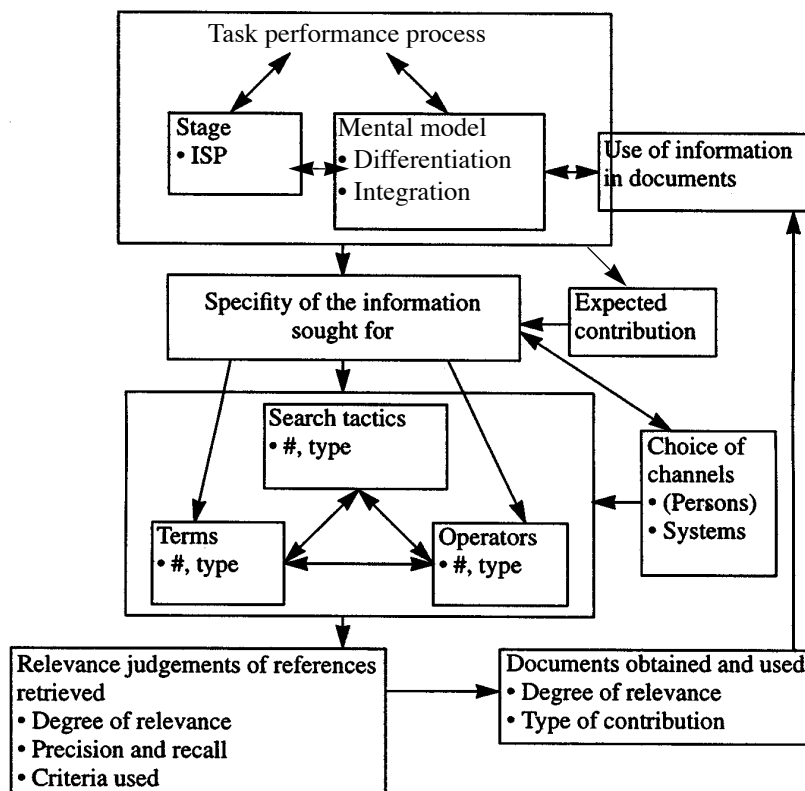 Task performance process
Stage
• ISP
Mental model
• Differentiation
• Integration
Use of information
in documents
Specifity of the information
sought for
Expected
contribution
Search tactics
• #, type
Choice of
channels
• (Persons)
• Systems
Terms
• #, type
Operators
• #, type
Relevance judgements of references
retrieved
• Degree of relevance
• Precision and recall
• Criteria used
Documents obtained and used
• Degree of relevance
• Type of contribution